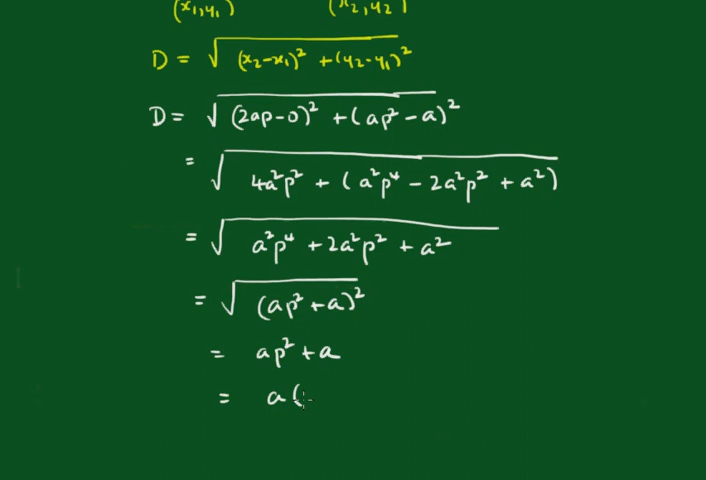 (x₁,y₁) (x₂,y₂)
D = √((x₂-x₁)² + (y₂-y₁)²)
D = √((2ap-0)² + (ap²-a)²)
= √(4a²p² + (a²p⁴ - 2a²p² + a²))
= √(a²p⁴ + 2a²p² + a²)
= √((ap²+a)²)
= ap² + a
= a(